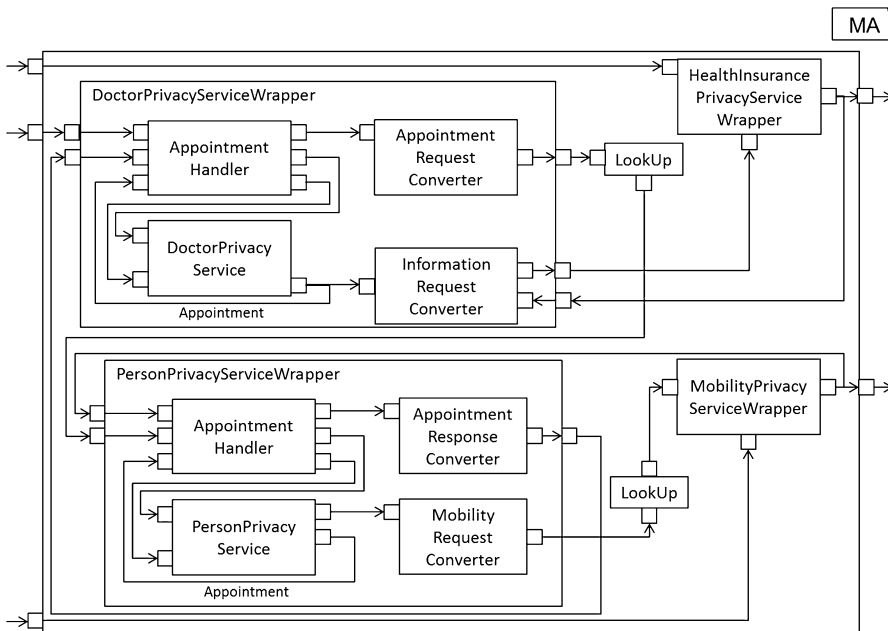 MA
HealthInsurance
PrivacyService
Wrapper
DoctorPrivacyServiceWrapper
Appointment
Handler
Appointment
Request
Converter
LookUp
DoctorPrivacy
Service
Information
Request
Converter
Appointment
PersonPrivacyServiceWrapper
MobilityPrivacy
ServiceWrapper
Appointment
Handler
Appointment
Response
Converter
LookUp
PersonPrivacy
Service
Mobility
Request
Converter
Appointment